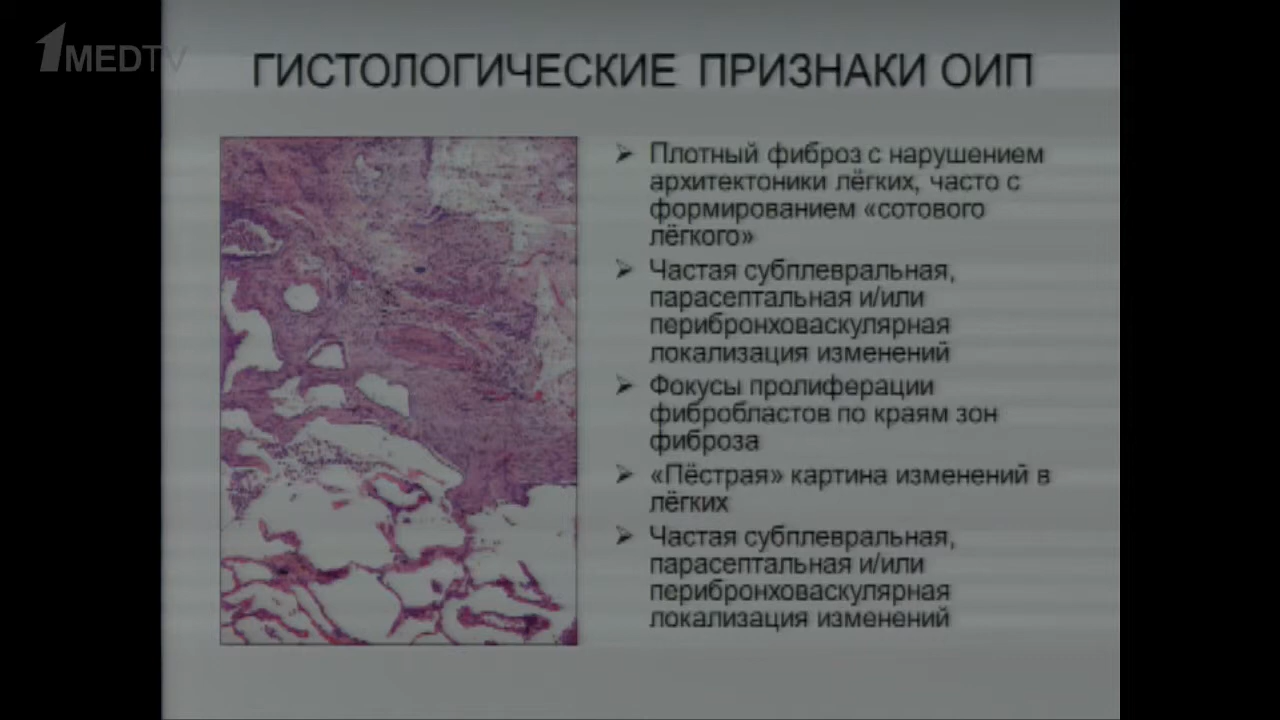 1MEDTV
ГИСТОЛОГИЧЕСКИЕ ПРИЗНАКИ ОИП
Плотный фиброз с нарушением
архитектоники лёгких, часто с
формированием «сотового
лёгкого»
Частая субплевральная,
парасептальная и/или
перибронховаскулярная
локализация изменений
Фокусы пролиферации
фибробластов по краям зон
фиброза
«Пёстрая» картина изменений в
лёгких
Частая субплевральная,
парасептальная и/или
перибронховаскулярная
локализация изменений